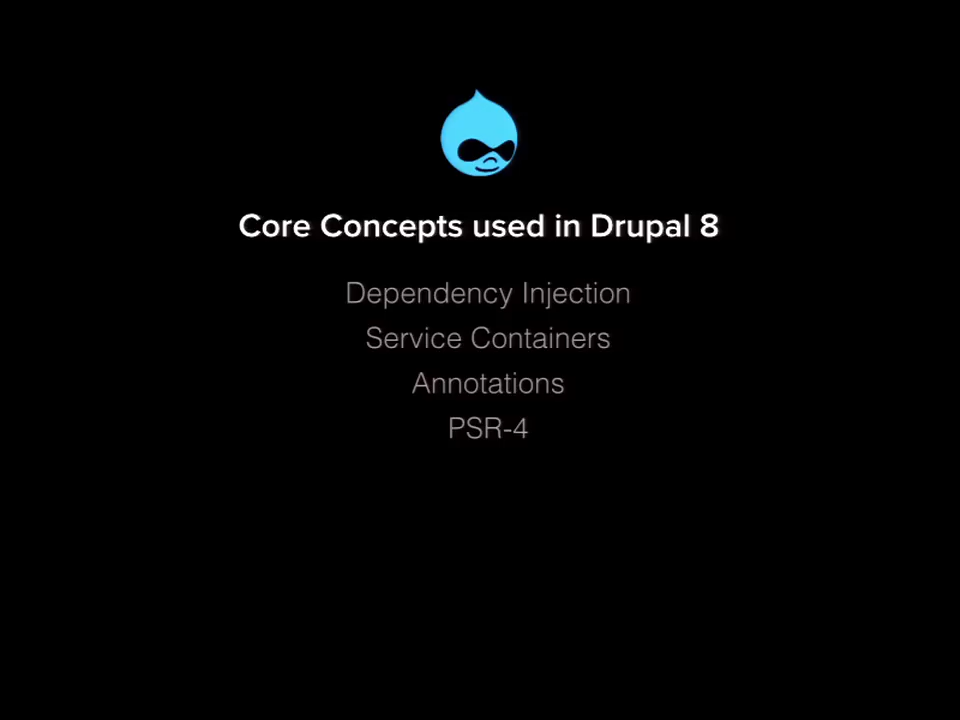 Core Concepts used in Drupal 8
Dependency Injection
Service Containers
Annotations
PSR-4